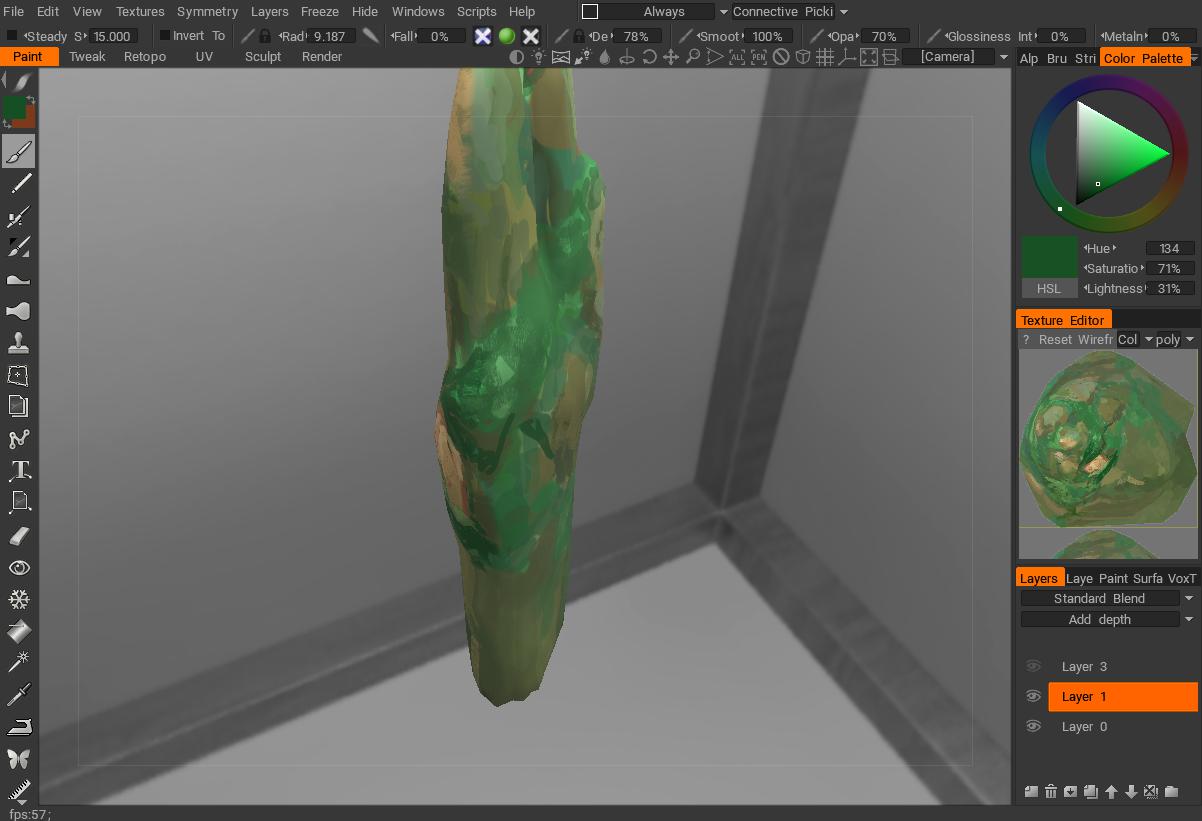 File Edit View Textures Symmetry Layers Freeze Hide Windows Scripts Help Always Connective Picki
Steady S 15.000 Invert To Rad 9.187 Fall 0% De 78% Smoot 100% Opa 70% Glossiness Int 0% Metaln 0%
Paint Tweak Retopo UV Sculpt Render ALL PEN [Camera] Alp Bru Stri Color Palette
Hue 134
Saturatio 71%
HSL Lightness 31%
Texture Editor
? Reset Wirefr Col poly
Layers Laye Paint Surfa VoxT
Standard Blend
Add depth
Layer 3
Layer 1
Layer 0
fps:57;